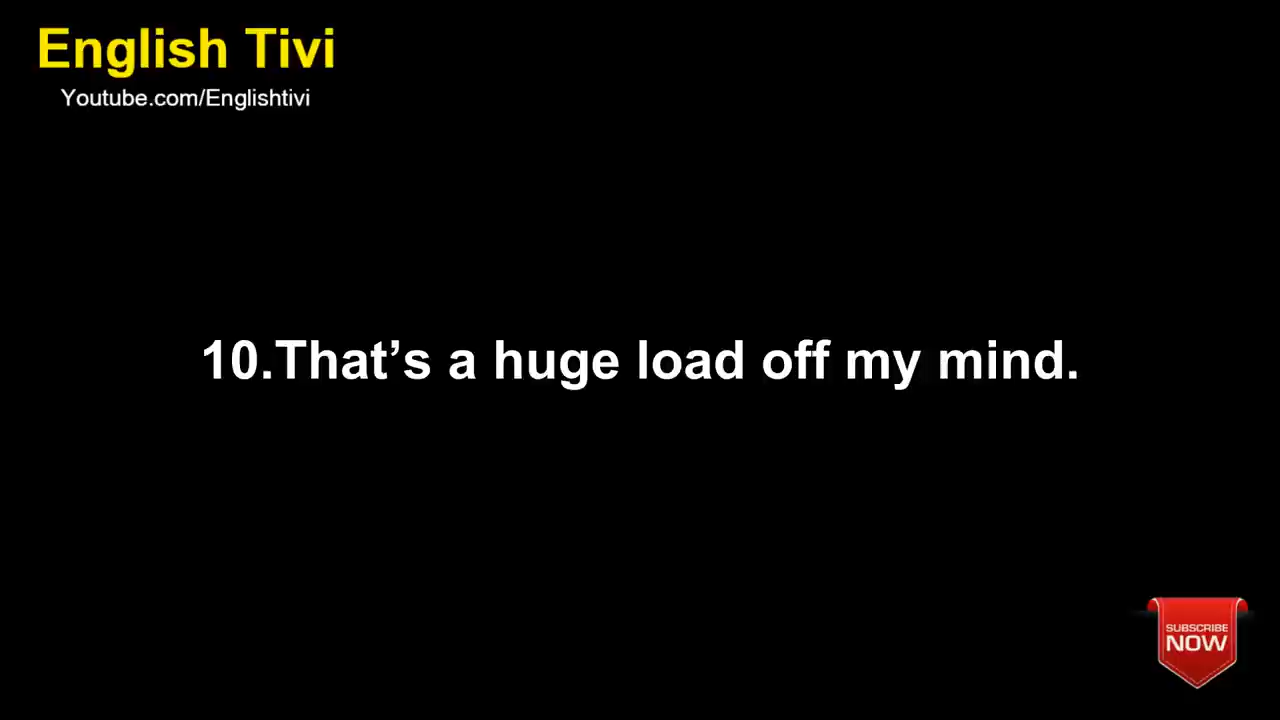 English Tivi
Youtube.com/Englishtivi
10.That’s a huge load off my mind.
SUBSCRIBE
NOW